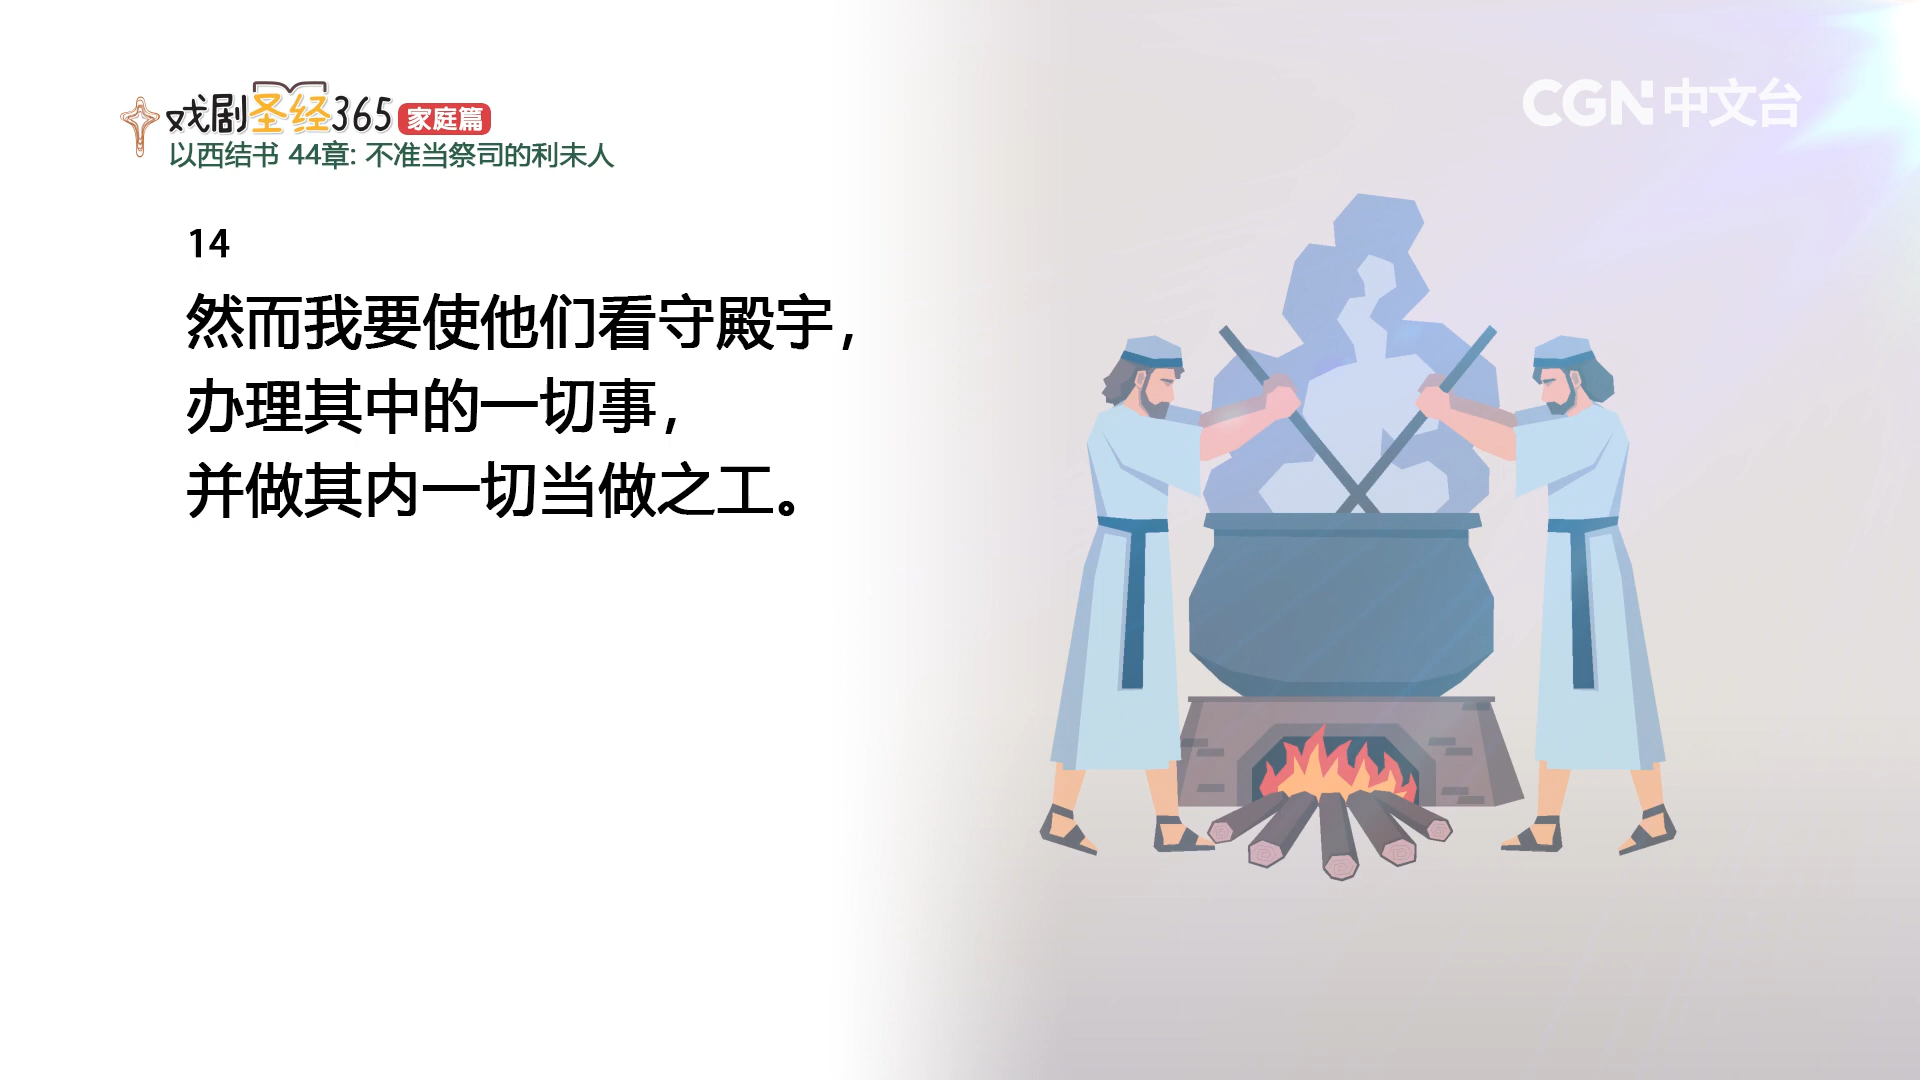 戏剧圣经365 家庭篇
以西结书 44章: 不准当祭司的利未人
CGN 中文台
14
然而我要使他们看守殿宇，
办理其中的一切事，
并做其内一切当做之工。